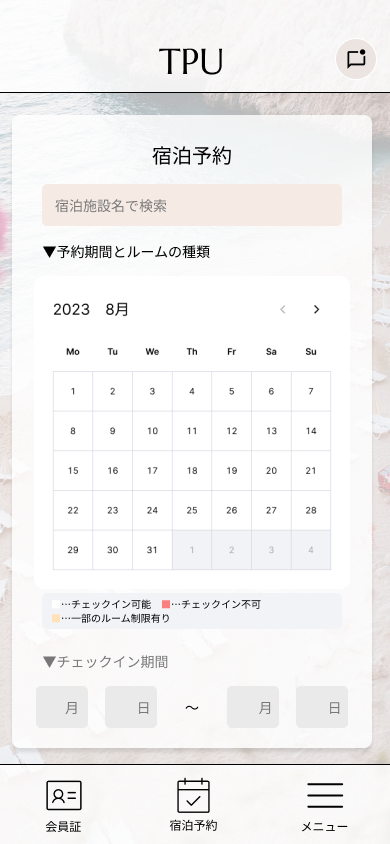 TPU
宿泊予約
宿泊施設名で検索
▼予約期間とルームの種類
2023 8月
Mo Tu We Th Fr Sa Su
1 2 3 4 5 6 7
8 9 10 11 12 13 14
15 16 17 18 19 20 21
22 23 24 25 26 27 28
29 30 31 1 2 3 4
…チェックイン可能 …チェックイン不可
…一部のルーム制限有り
▼チェックイン期間
月 日 〜 月 日
会員証 宿泊予約 メニュー